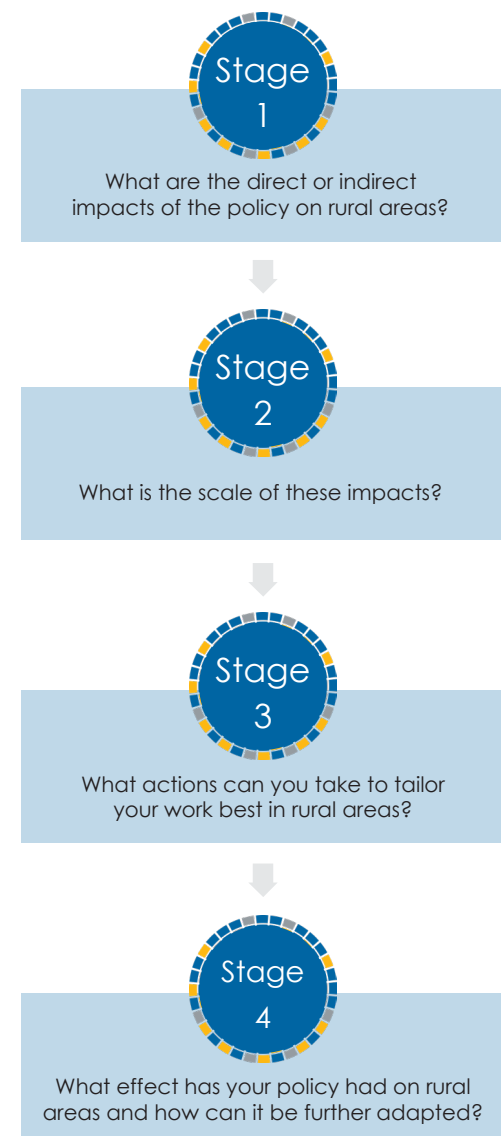 Stage
1
What are the direct or indirect
impacts of the policy on rural areas?
Stage
2
What is the scale of these impacts?
Stage
3
What actions can you take to tailor
your work best in rural areas?
Stage
4
What effect has your policy had on rural
areas and how can it be further adapted?